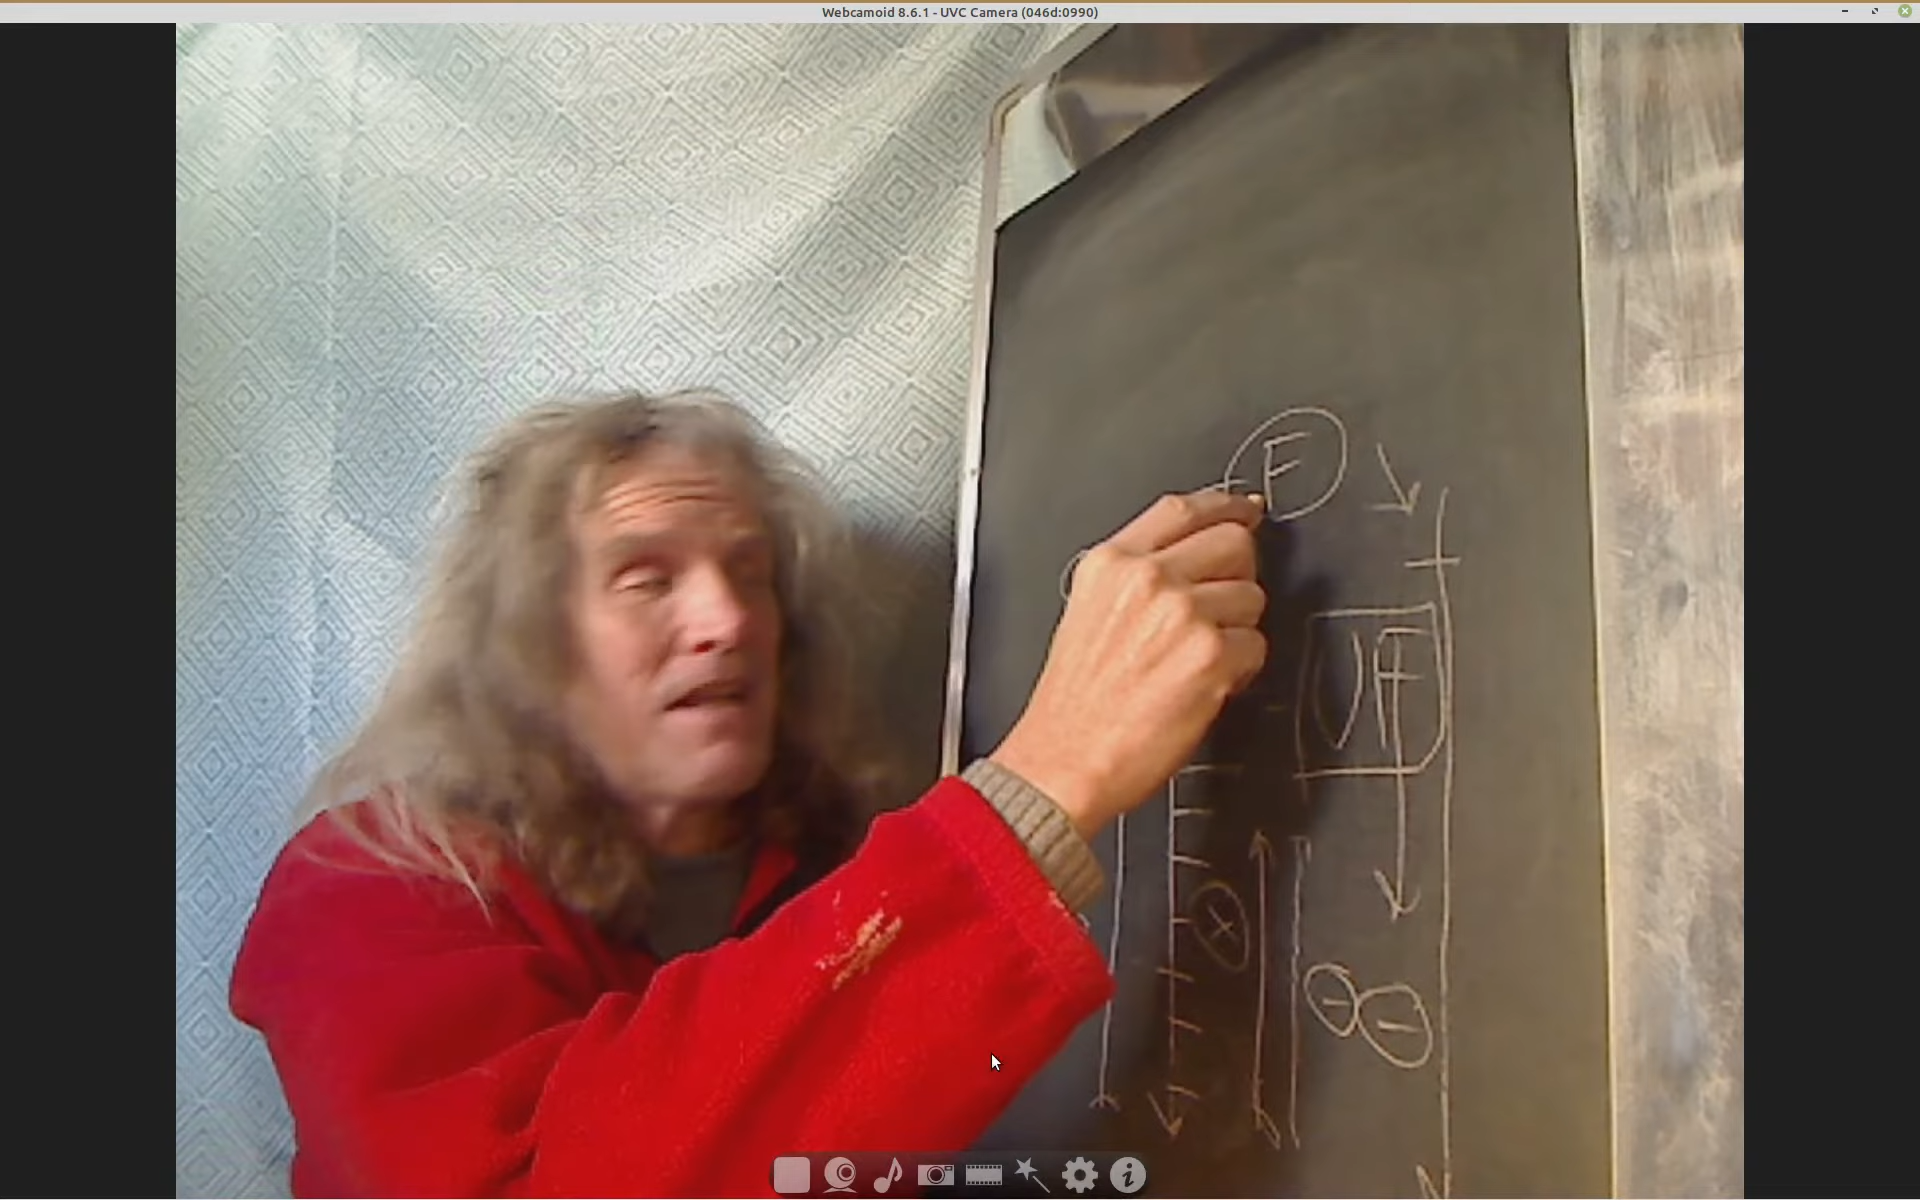 Webcamoid 8.6.1 - UVC Camera (046d:0990)
F
+
UF
+
- -